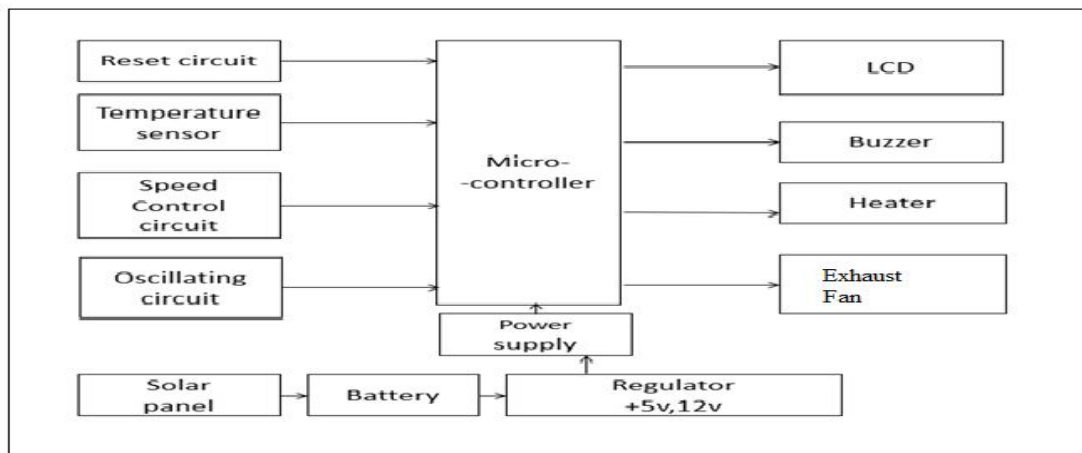 Reset circuit
Temperature
sensor
Speed
Control
circuit
Oscillating
circuit
Micro-
-controller
LCD
Buzzer
Heater
Exhaust
Fan
Power
supply
Solar
panel
Battery
Regulator
+5v,12v